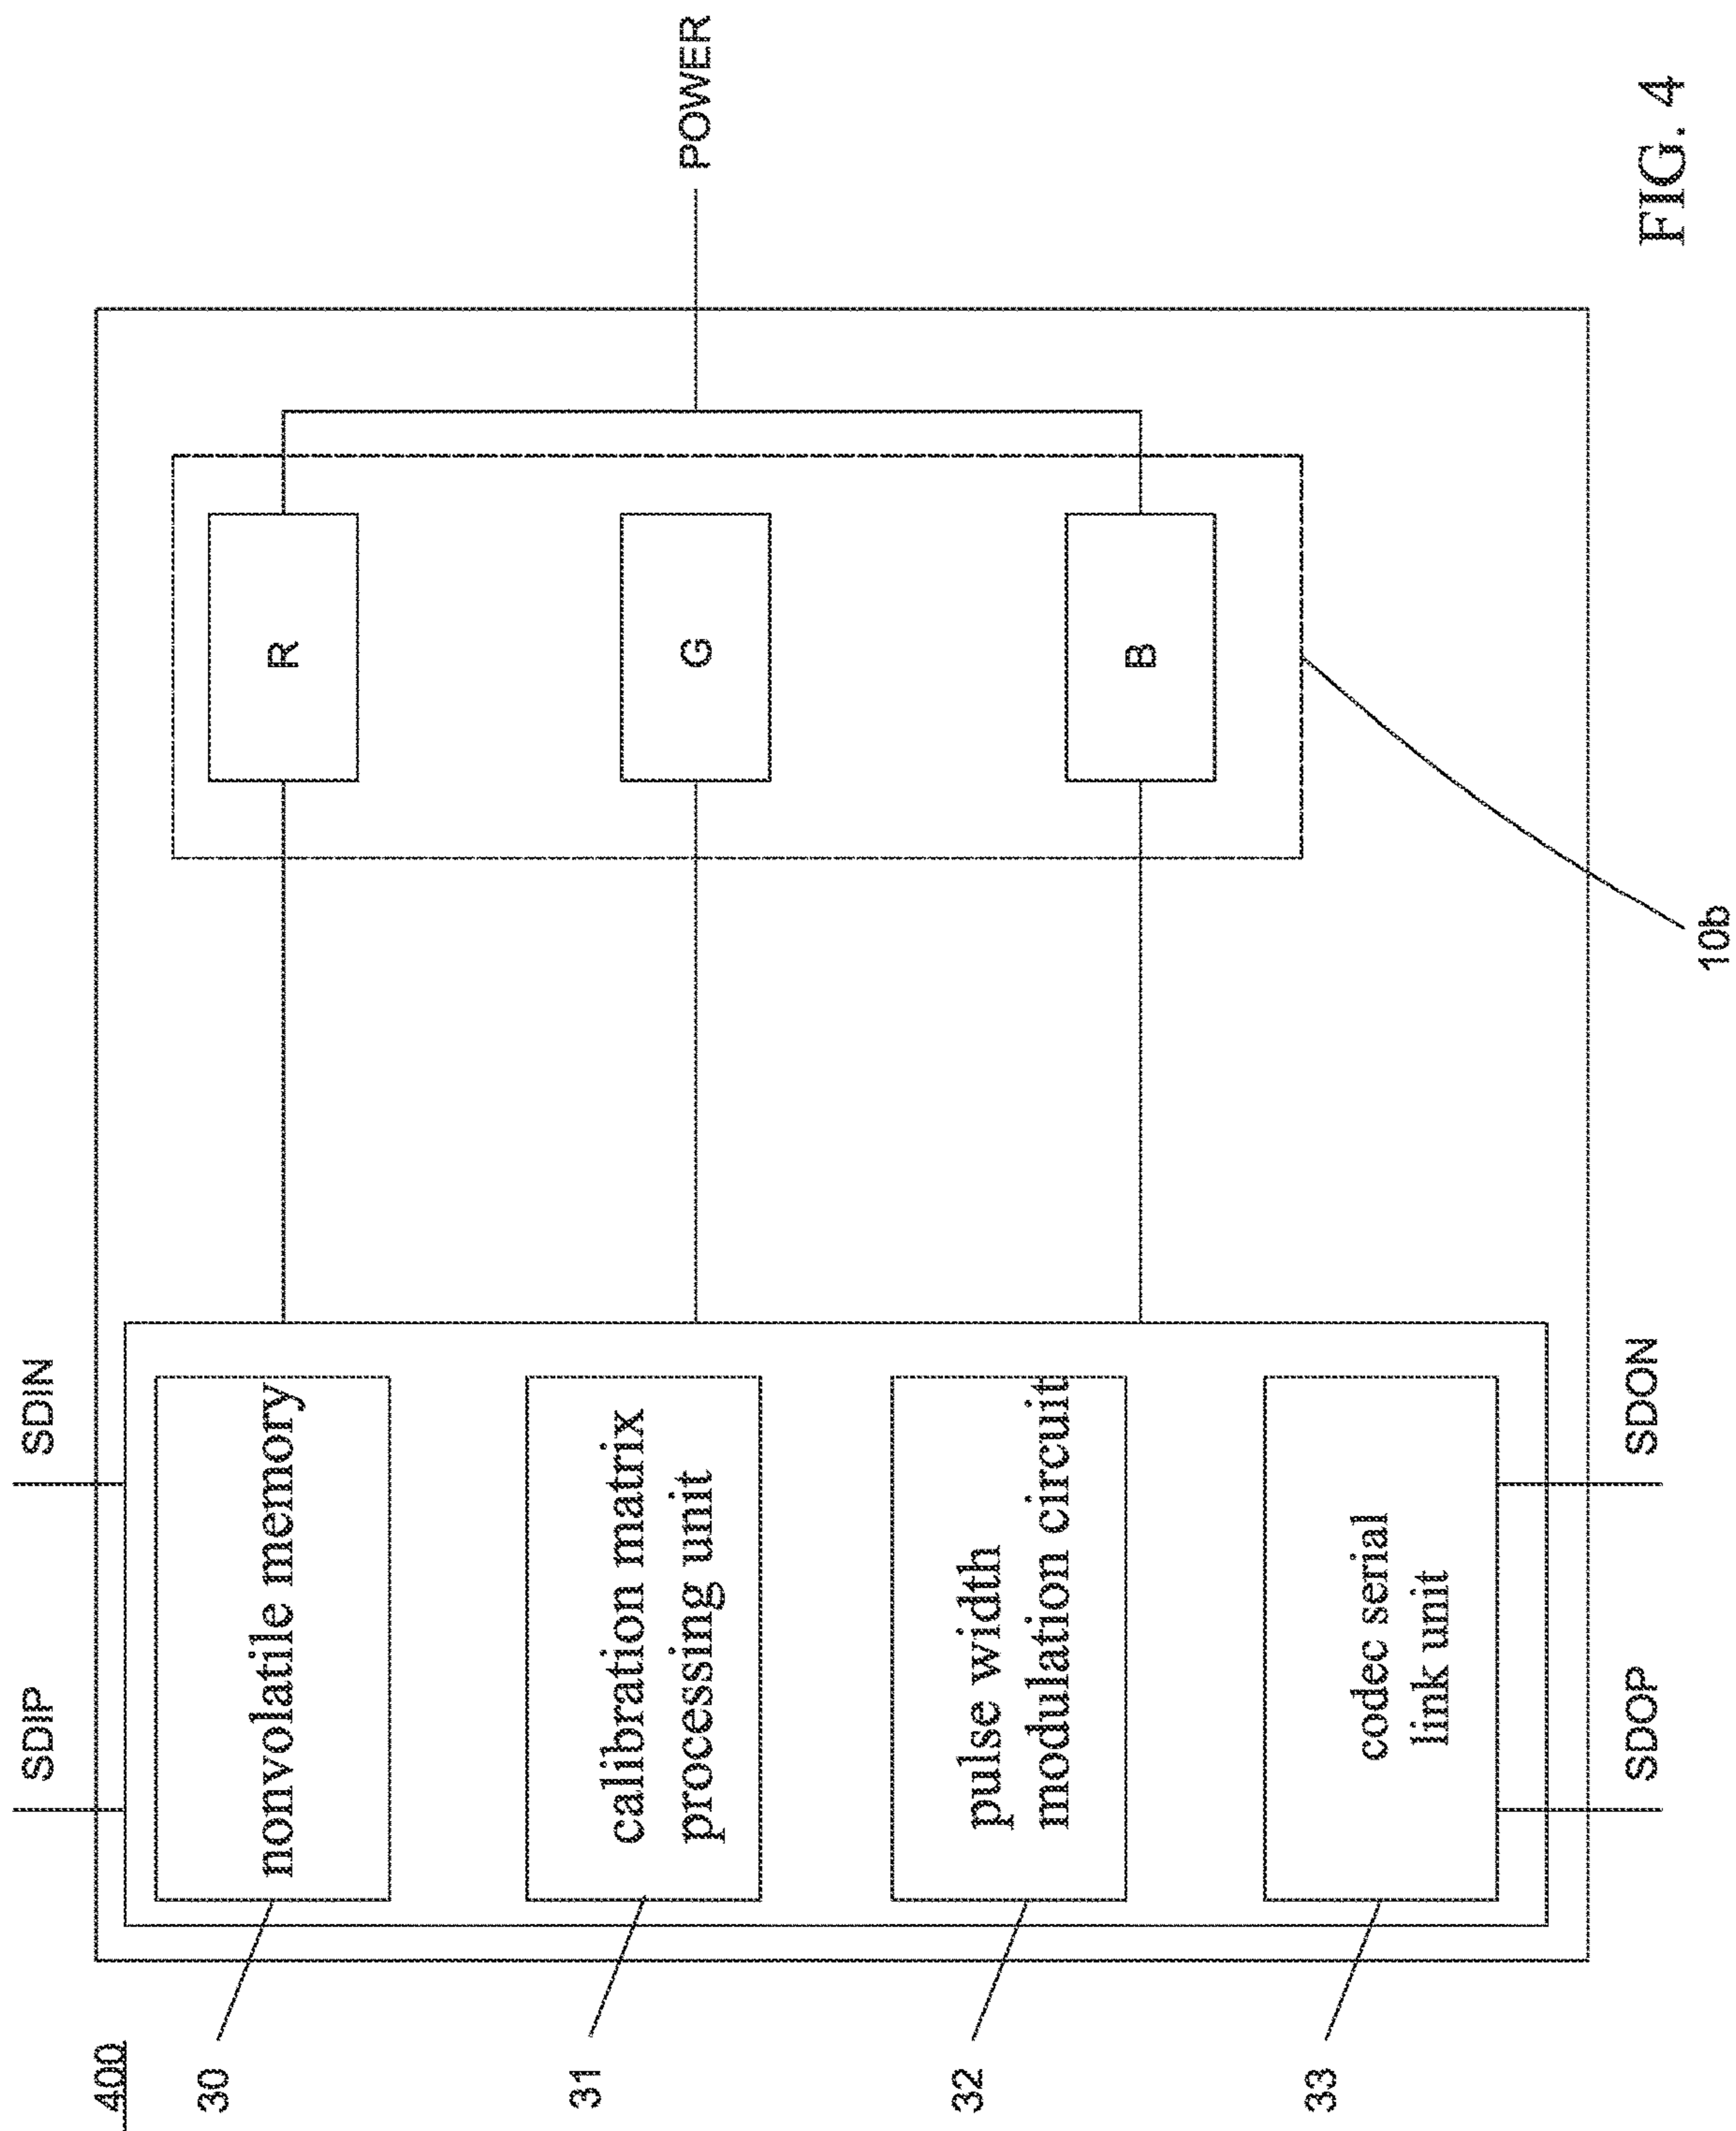 400
30
nonvolatile memory
31
calibration matrix
processing unit
32
pulse width
modulation circuit
33
codec serial
link unit
SDIP
SDIN
SDOP
SDON
R
G
B
POWER
10b
FIG. 4